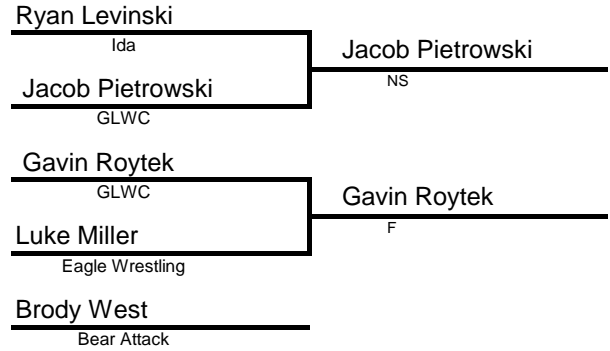 Ryan Levinski
Ida
Jacob Pietrowski
NS
Jacob Pietrowski
GLWC
Gavin Roytek
GLWC
Gavin Roytek
F
Luke Miller
Eagle Wrestling
Brody West
Bear Attack